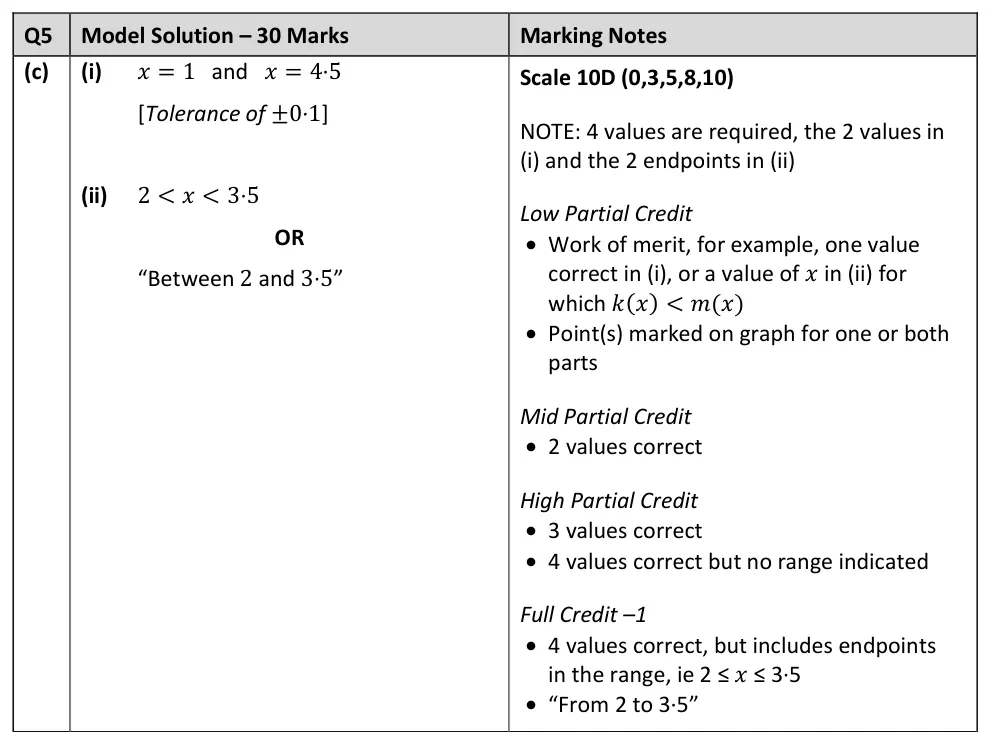 Q5 Model Solution – 30 Marks Marking Notes
(c) (i) x = 1 and x = 4·5
[Tolerance of ±0·1]
(ii) 2 < x < 3·5
OR
“Between 2 and 3·5”
Scale 10D (0,3,5,8,10)
NOTE: 4 values are required, the 2 values in
(i) and the 2 endpoints in (ii)
Low Partial Credit
• Work of merit, for example, one value
correct in (i), or a value of x in (ii) for
which k(x) < m(x)
• Point(s) marked on graph for one or both
parts
Mid Partial Credit
• 2 values correct
High Partial Credit
• 3 values correct
• 4 values correct but no range indicated
Full Credit –1
• 4 values correct, but includes endpoints
in the range, ie 2 ≤ x ≤ 3·5
• “From 2 to 3·5”